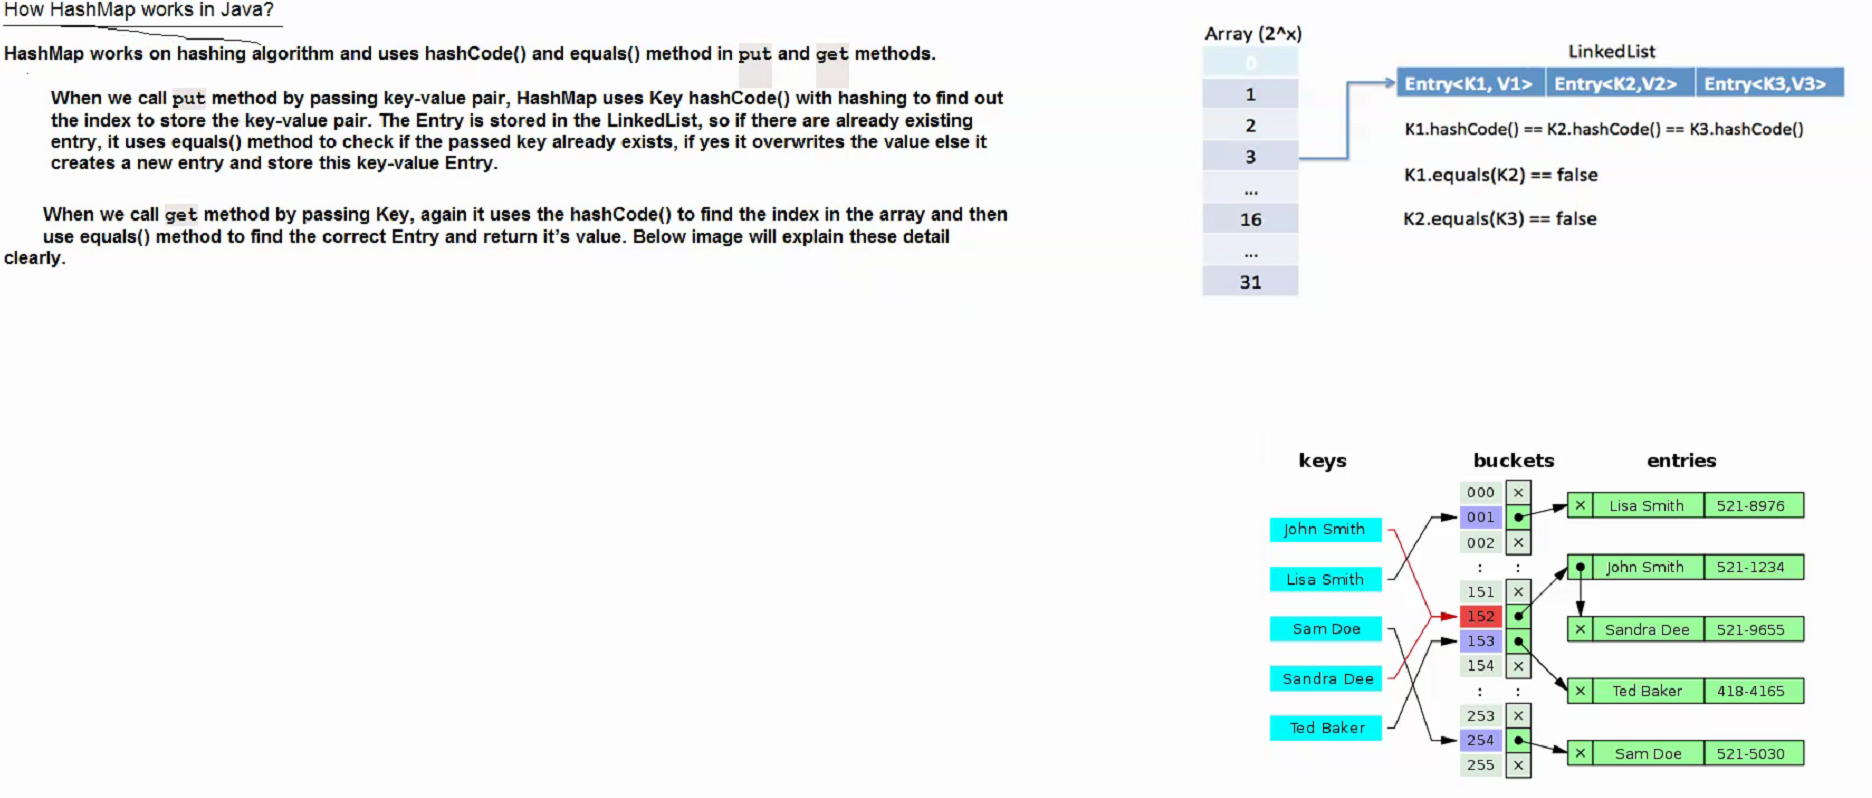 How HashMap works in Java?
HashMap works on hashing algorithm and uses hashCode() and equals() method in put and get methods.
When we call put method by passing key-value pair, HashMap uses Key hashCode() with hashing to find out
the index to store the key-value pair. The Entry is stored in the LinkedList, so if there are already existing
entry, it uses equals() method to check if the passed key already exists, if yes it overwrites the value else it
creates a new entry and store this key-value Entry.
When we call get method by passing Key, again it uses the hashCode() to find the index in the array and then
use equals() method to find the correct Entry and return it's value. Below image will explain these detail
clearly.
Array (2^x)
0
1
2
3
...
16
...
31
LinkedList
Entry<K1, V1> Entry<K2,V2> Entry<K3,V3>
K1.hashCode() == K2.hashCode() == K3.hashCode()
K1.equals(K2) == false
K2.equals(K3) == false
keys
John Smith
Lisa Smith
Sam Doe
Sandra Dee
Ted Baker
buckets
000 ×
001
002 ×
: :
151 ×
152
153
154 ×
: :
253 ×
254
255 ×
entries
× Lisa Smith 521-8976
John Smith 521-1234
× Sandra Dee 521-9655
× Ted Baker 418-4165
× Sam Doe 521-5030